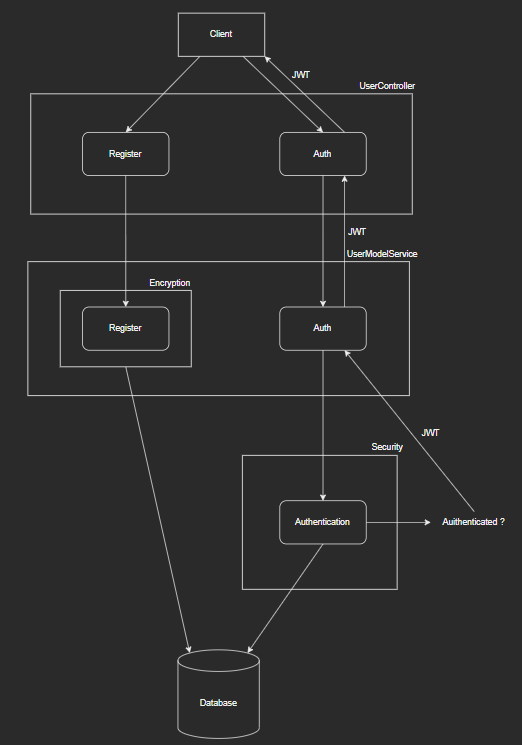 Client
JWT
UserController
Register
Auth
JWT
UserModelService
Encryption
Register
Auth
JWT
Security
Authentication
Auithenticated ?
Database